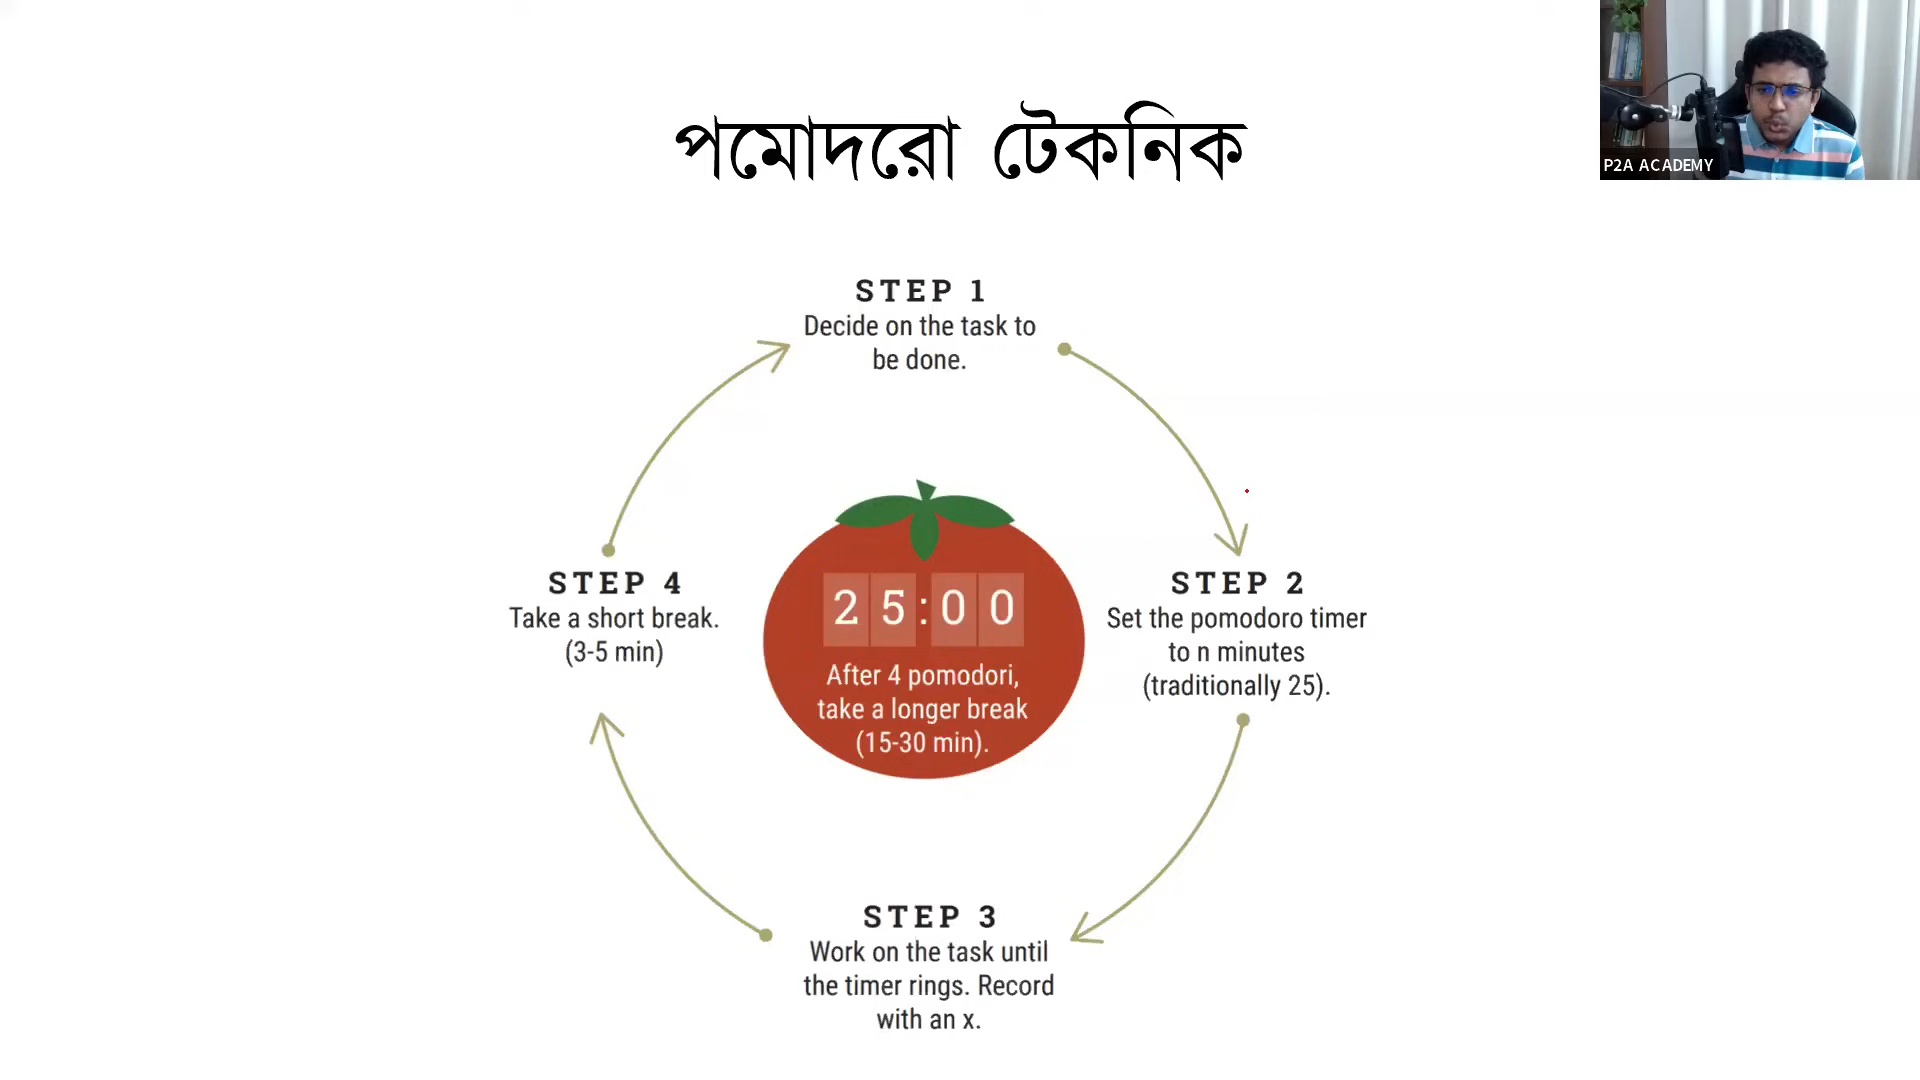 পমোদরো টেকনিক
P2A ACADEMY
STEP 1
Decide on the task to
be done.
STEP 2
Set the pomodoro timer
to n minutes
(traditionally 25).
STEP 3
Work on the task until
the timer rings. Record
with an x.
STEP 4
Take a short break.
(3-5 min)
25:00
After 4 pomodori,
take a longer break
(15-30 min).